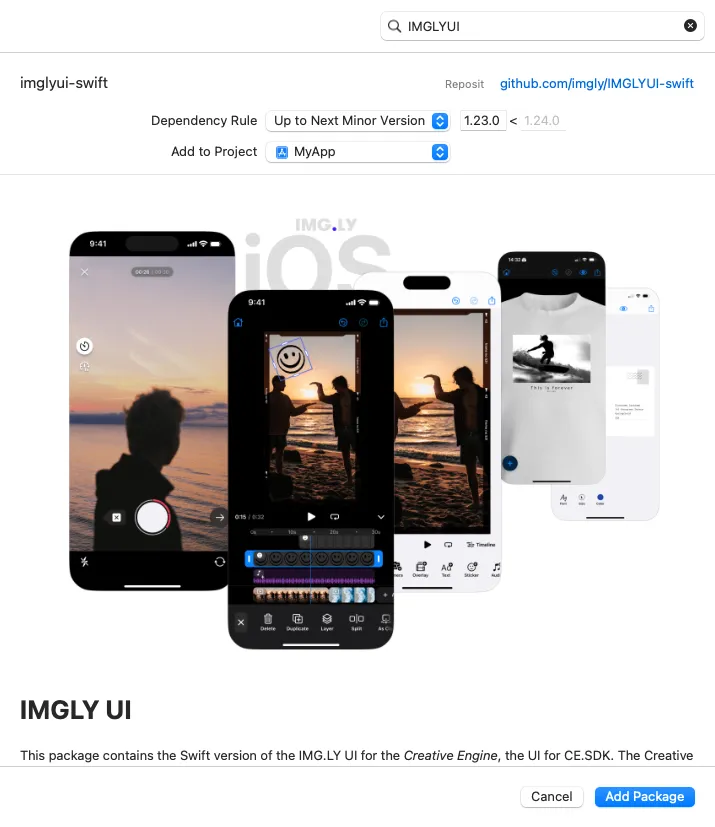 IMGLYUI
imglyui-swift
Reposit github.com/imgly/IMGLYUI-swift
Dependency Rule Up to Next Minor Version 1.23.0 < 1.24.0
Add to Project MyApp
IMG.LY
iOS
9:41
9:41
0:15 / 0:32
10s
Delete Duplicate Layer Split
Timeline
Overlay Text Sticker
This is forever
IMGLY UI
This package contains the Swift version of the IMG.LY UI for the Creative Engine, the UI for CE.SDK. The Creative
Cancel Add Package